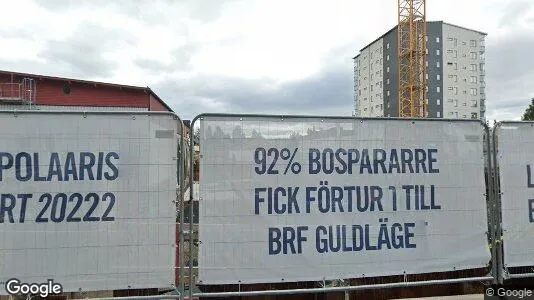 POLAARIS
RT 20222
92% BOSPARARRE
FICK FÖRTUR 1 TILL
BRF GULDLÄGE
Google
© Google